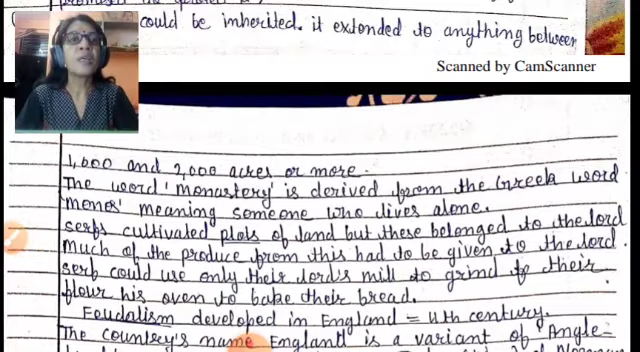 could be inherited. it extended to anything between
Scanned by CamScanner
1,000 and 2,000 acres or more.
The word 'monastery' is derived from the Greek word
'monos' meaning someone who lives alone.
serfs cultivated plots of land but these belonged to the lord
much of the produce from this had to be given to the lord.
serf could use only their lord's mill to grind their
flour his oven to bake their bread.
Feudalism developed in England = 11th century.
The country's name England is a variant of 'Angle-